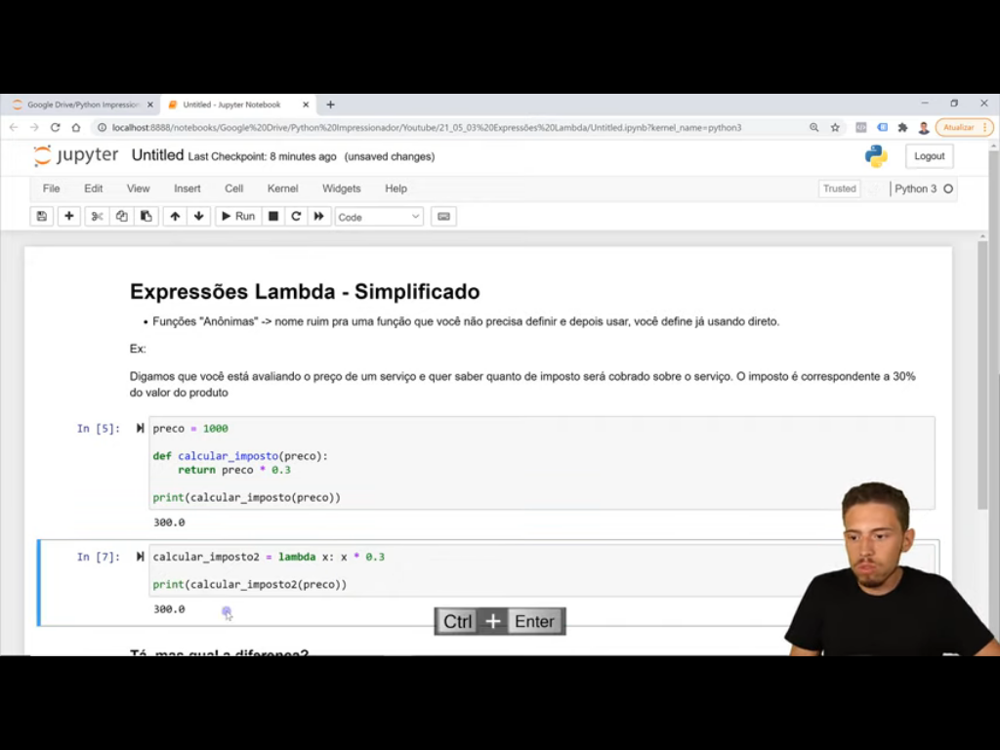 Google Drive/Python Impression
Untitled - Jupyter Notebook
localhost:8888/notebooks/Google%20Drive/Python%20Impressionador/Youtube/21_05_03%20Expressões%20Lambda/Untitled.ipynb?kernel_name=python3
Atualizar
jupyter Untitled Last Checkpoint: 8 minutes ago (unsaved changes)
Logout
File Edit View Insert Cell Kernel Widgets Help
Trusted
Python 3
Run
Code
Expressões Lambda - Simplificado
• Funções "Anônimas" -> nome ruim pra uma função que você não precisa definir e depois usar, você define já usando direto.
Ex:
Digamos que você está avaliando o preço de um serviço e quer saber quanto de imposto será cobrado sobre o serviço. O imposto é correspondente a 30%
do valor do produto
In [5]: preco = 1000
def calcular_imposto(preco):
return preco * 0.3
print(calcular_imposto(preco))
300.0
In [7]: calcular_imposto2 = lambda x: x * 0.3
print(calcular_imposto2(preco))
300.0
Ctrl + Enter
Tá, mas qual a diferença?